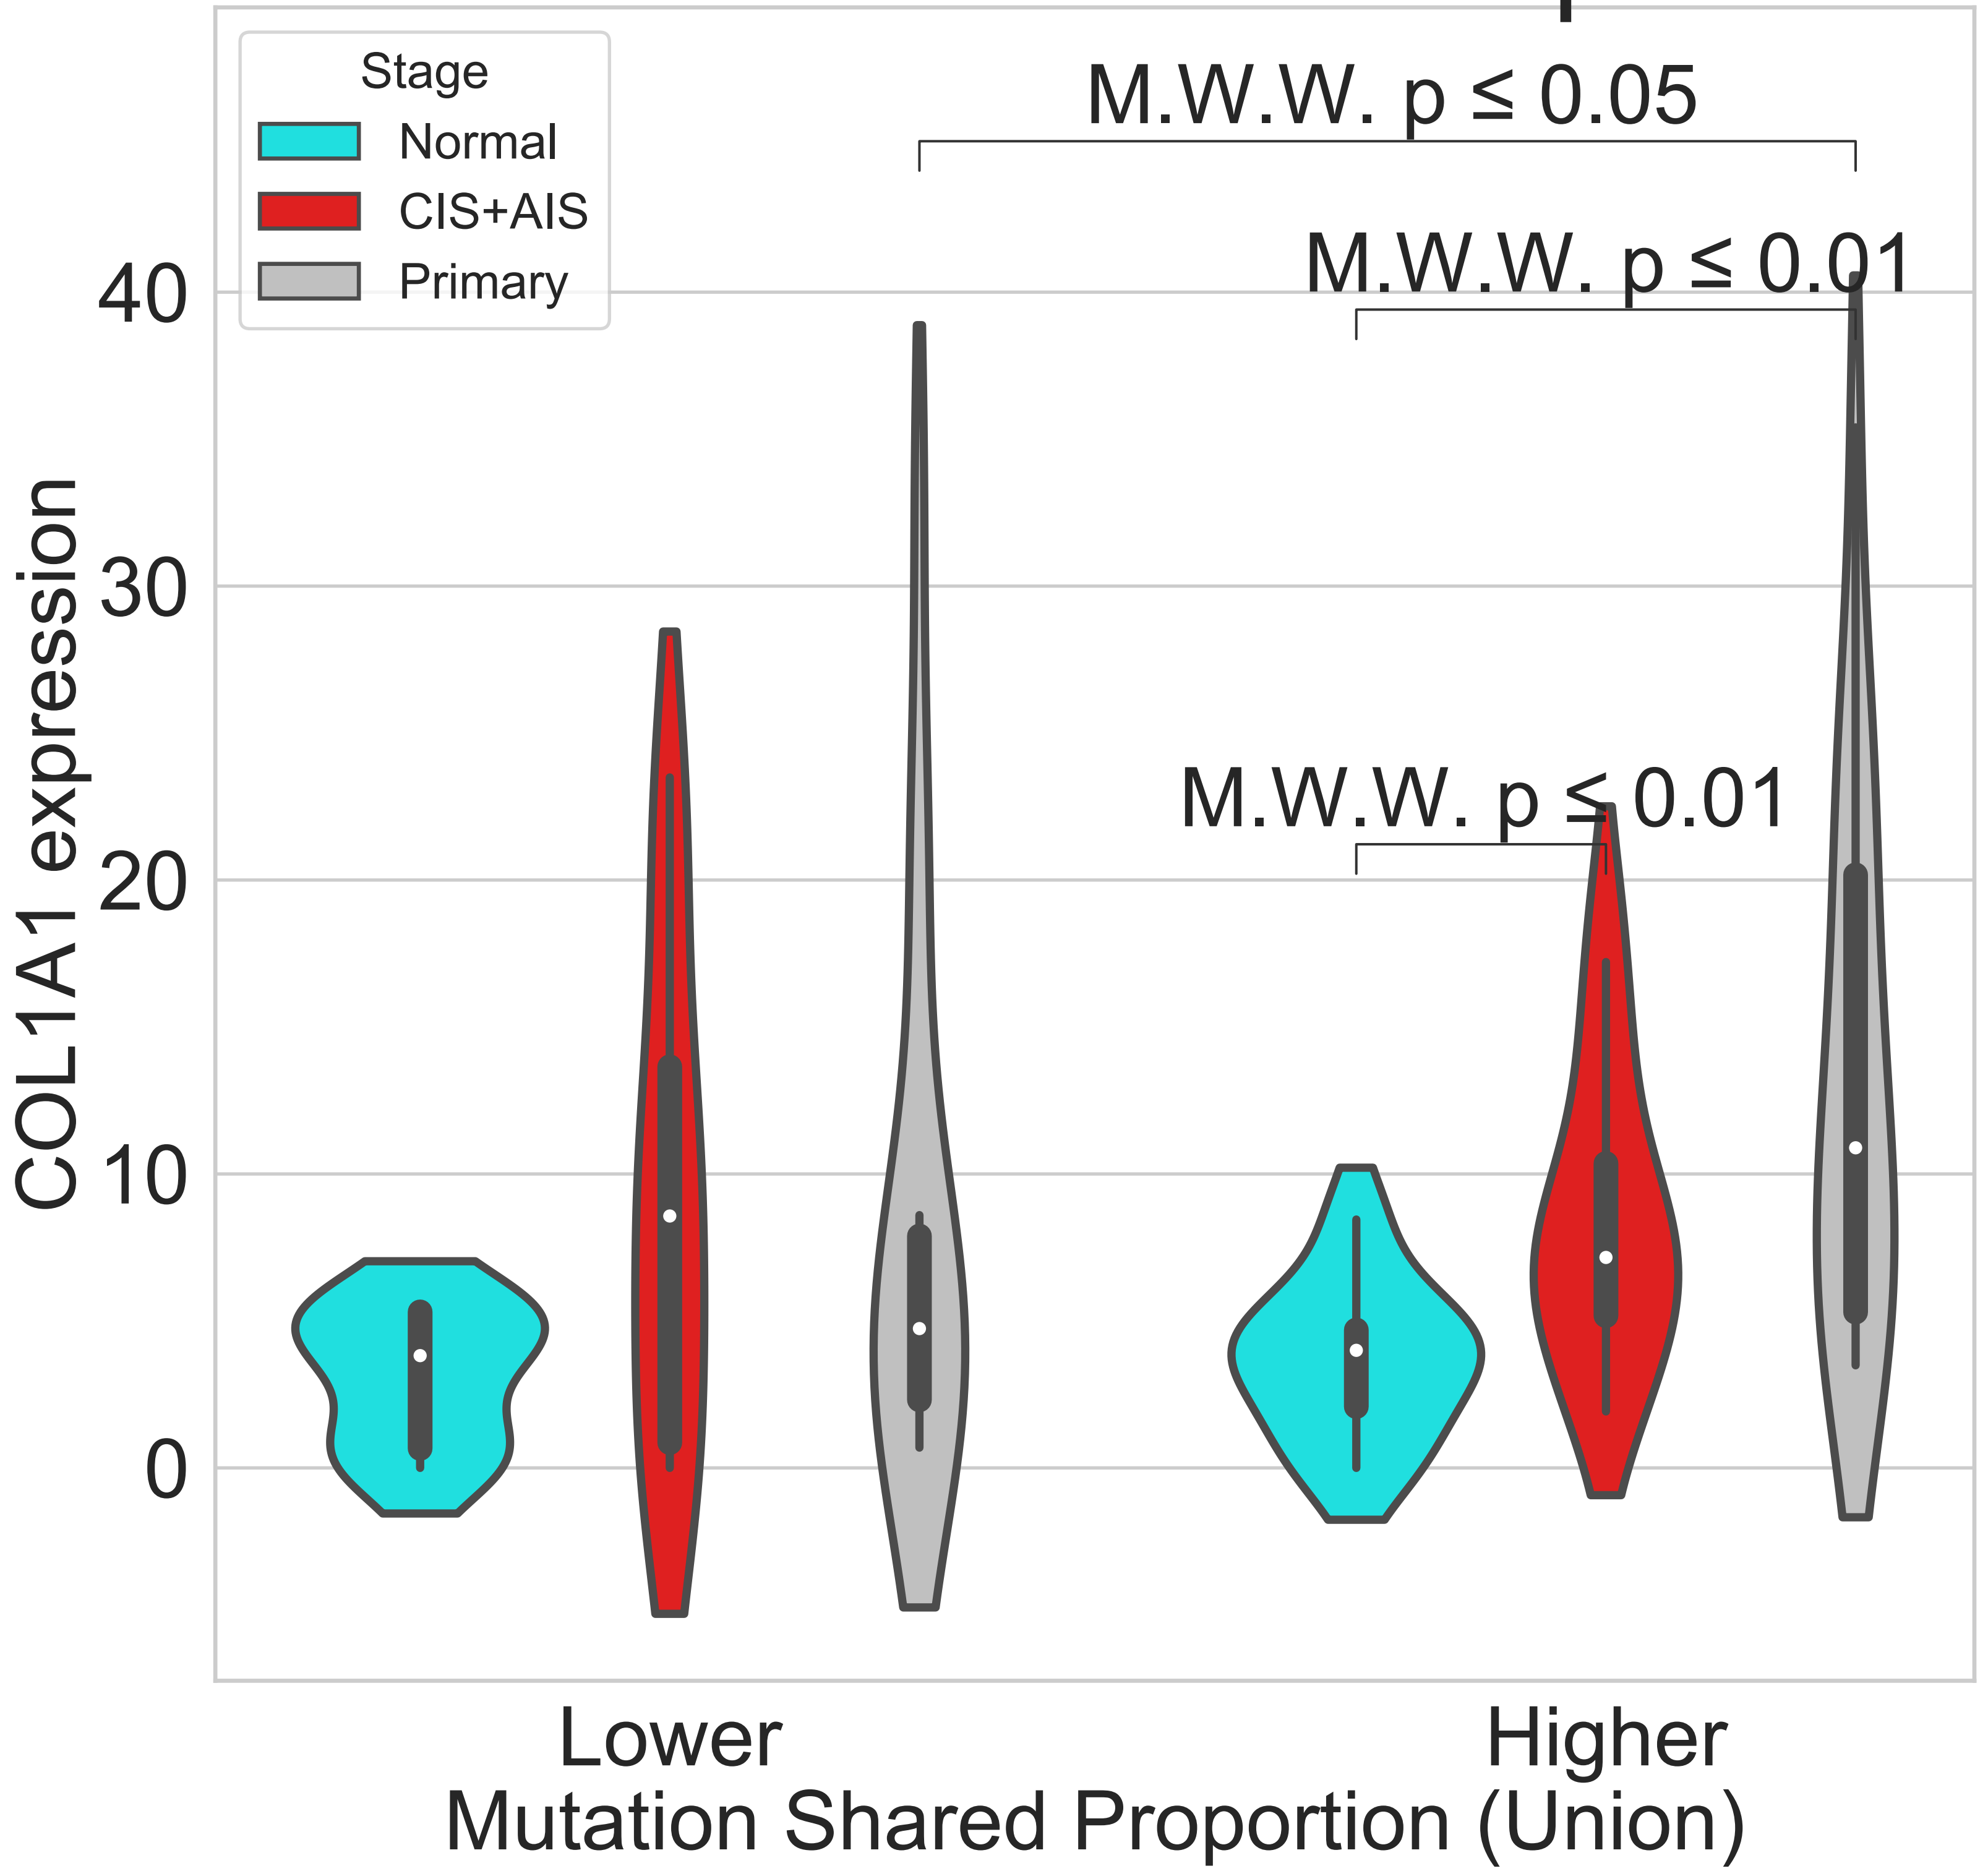 Stage
Normal
CIS+AIS
Primary
M.W.W. p ≤ 0.05
M.W.W. p ≤ 0.01
M.W.W. p ≤ 0.01
COL1A1 expression
40
30
20
10
0
Lower
Higher
Mutation Shared Proportion (Union)